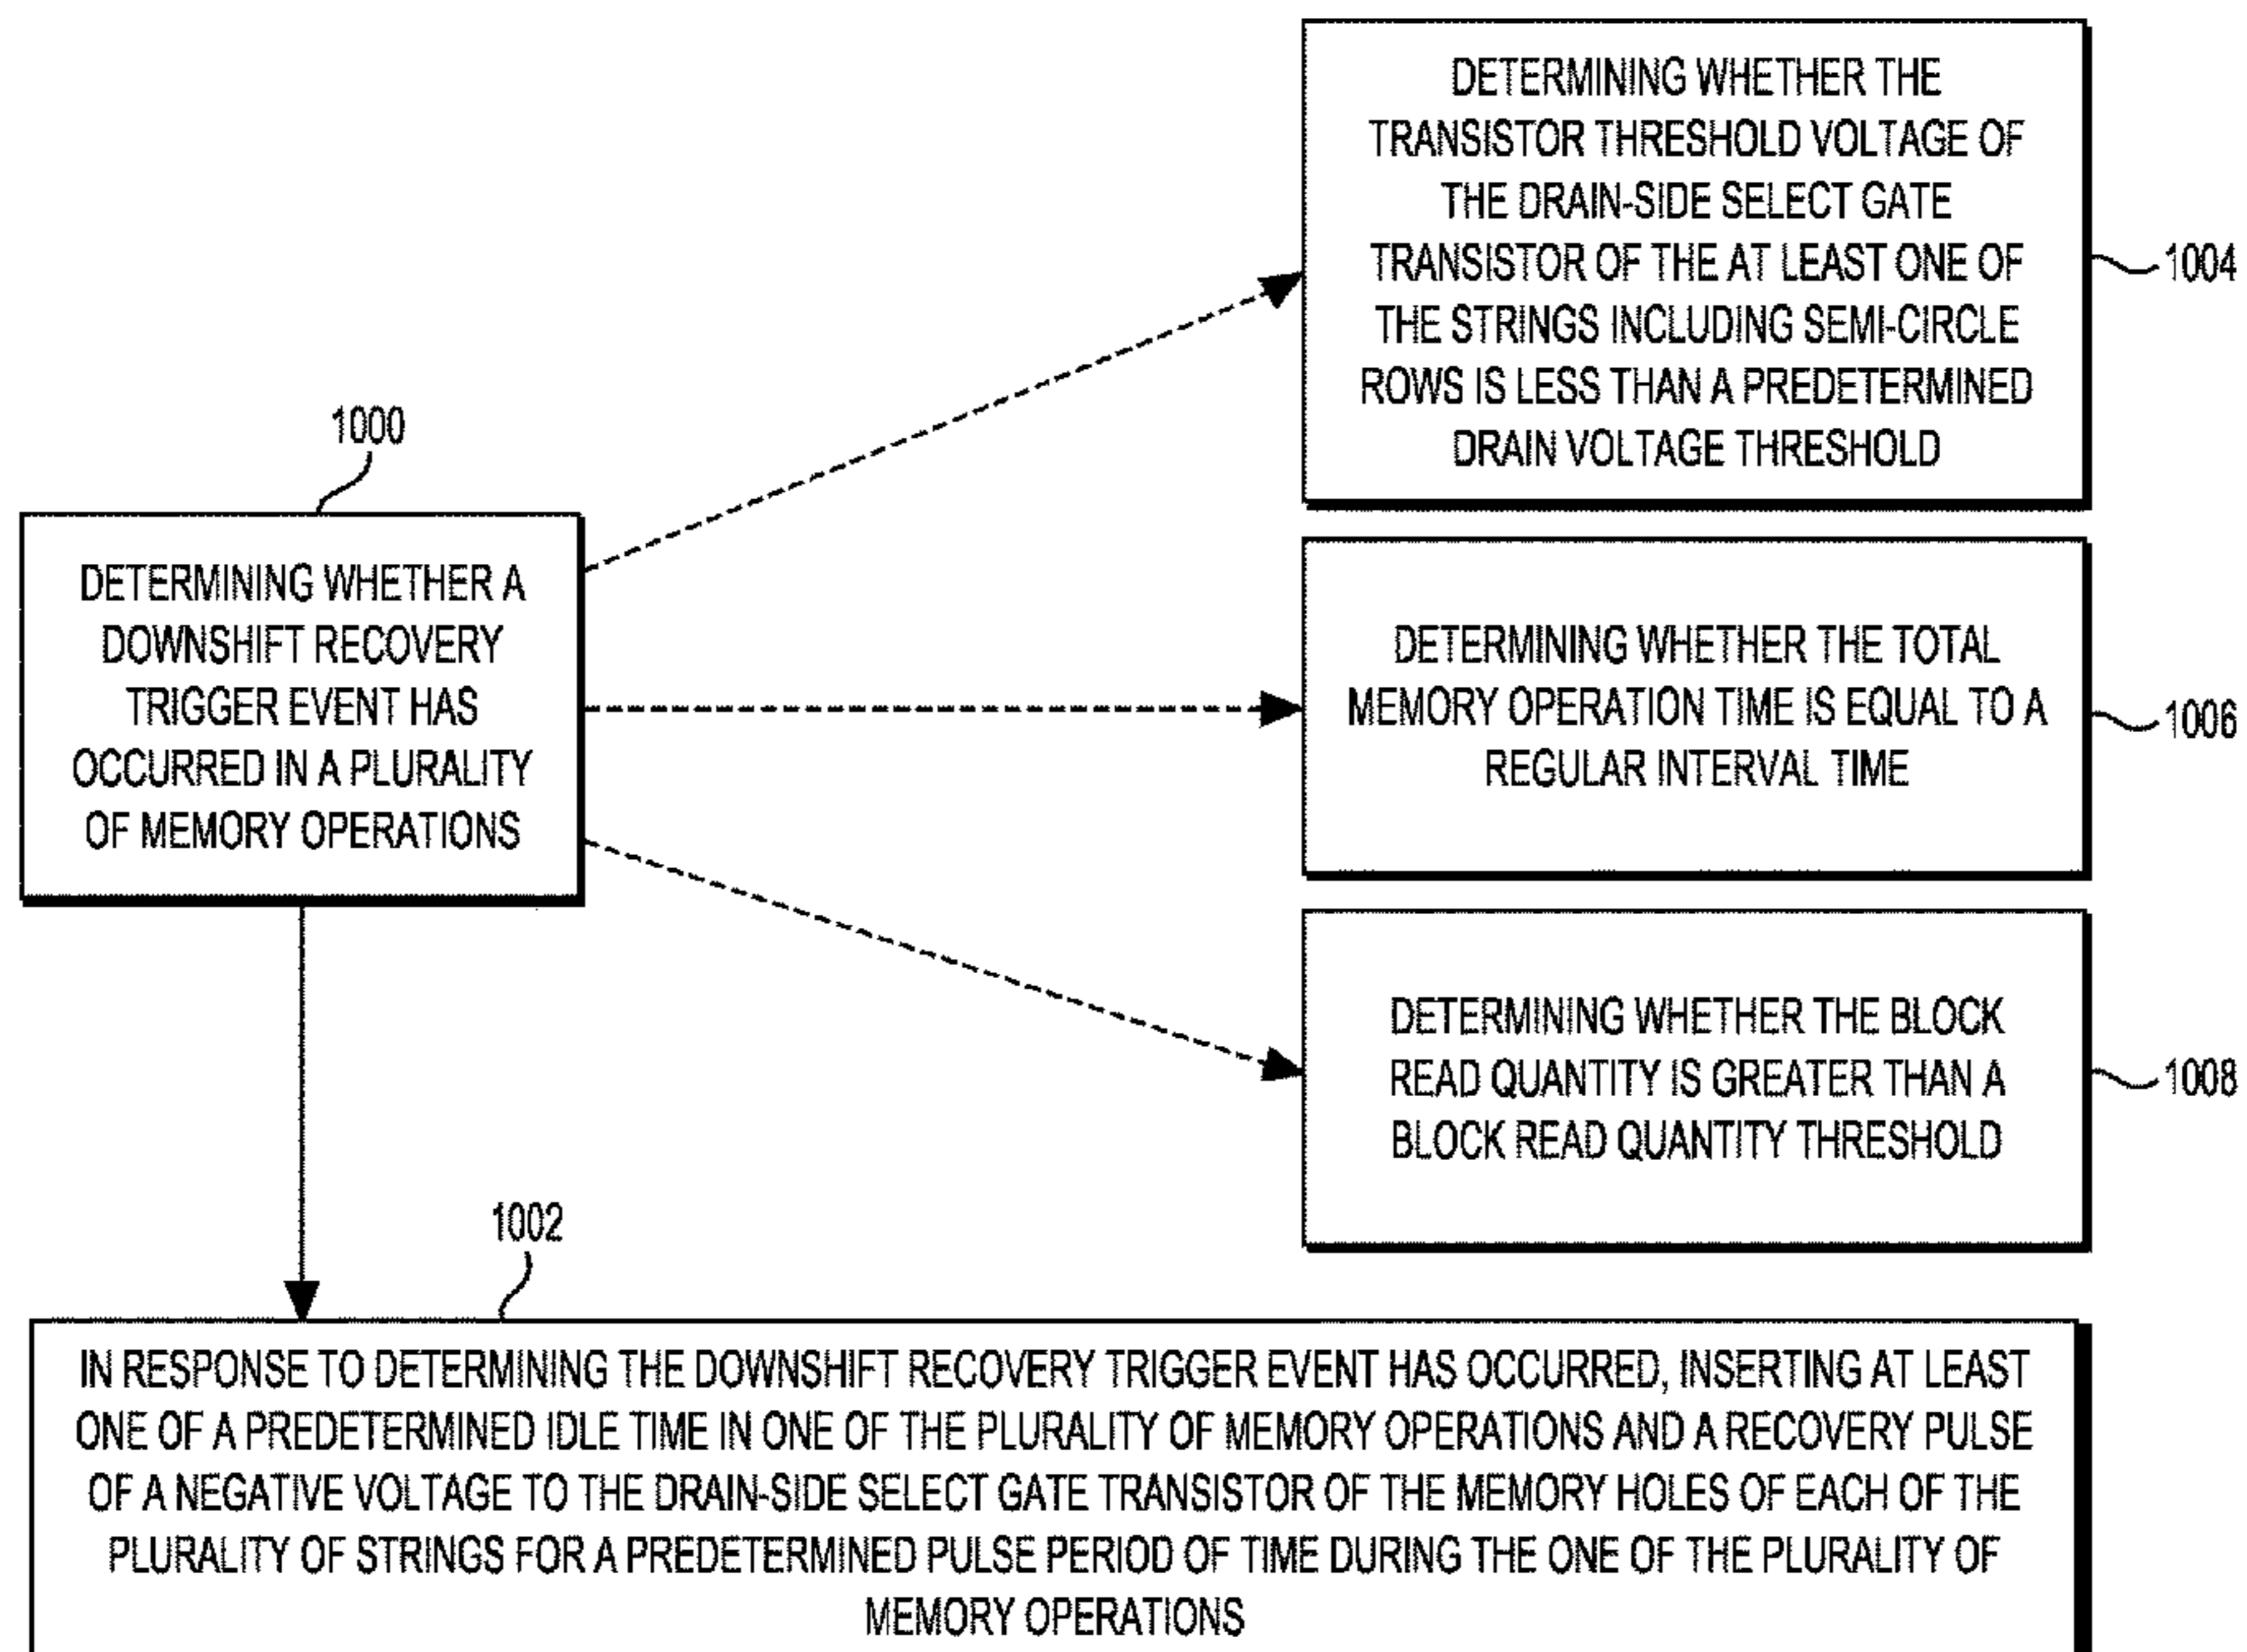 DETERMINING WHETHER THE
TRANSISTOR THRESHOLD VOLTAGE OF
THE DRAIN-SIDE SELECT GATE
TRANSISTOR OF THE AT LEAST ONE OF
THE STRINGS INCLUDING SEMI-CIRCLE
ROWS IS LESS THAN A PREDETERMINED
DRAIN VOLTAGE THRESHOLD
1004
1000
DETERMINING WHETHER A
DOWNSHIFT RECOVERY
TRIGGER EVENT HAS
OCCURRED IN A PLURALITY
OF MEMORY OPERATIONS
DETERMINING WHETHER THE TOTAL
MEMORY OPERATION TIME IS EQUAL TO A
REGULAR INTERVAL TIME
1006
DETERMINING WHETHER THE BLOCK
READ QUANTITY IS GREATER THAN A
BLOCK READ QUANTITY THRESHOLD
1008
1002
IN RESPONSE TO DETERMINING THE DOWNSHIFT RECOVERY TRIGGER EVENT HAS OCCURRED, INSERTING AT LEAST
ONE OF A PREDETERMINED IDLE TIME IN ONE OF THE PLURALITY OF MEMORY OPERATIONS AND A RECOVERY PULSE
OF A NEGATIVE VOLTAGE TO THE DRAIN-SIDE SELECT GATE TRANSISTOR OF THE MEMORY HOLES OF EACH OF THE
PLURALITY OF STRINGS FOR A PREDETERMINED PULSE PERIOD OF TIME DURING THE ONE OF THE PLURALITY OF
MEMORY OPERATIONS